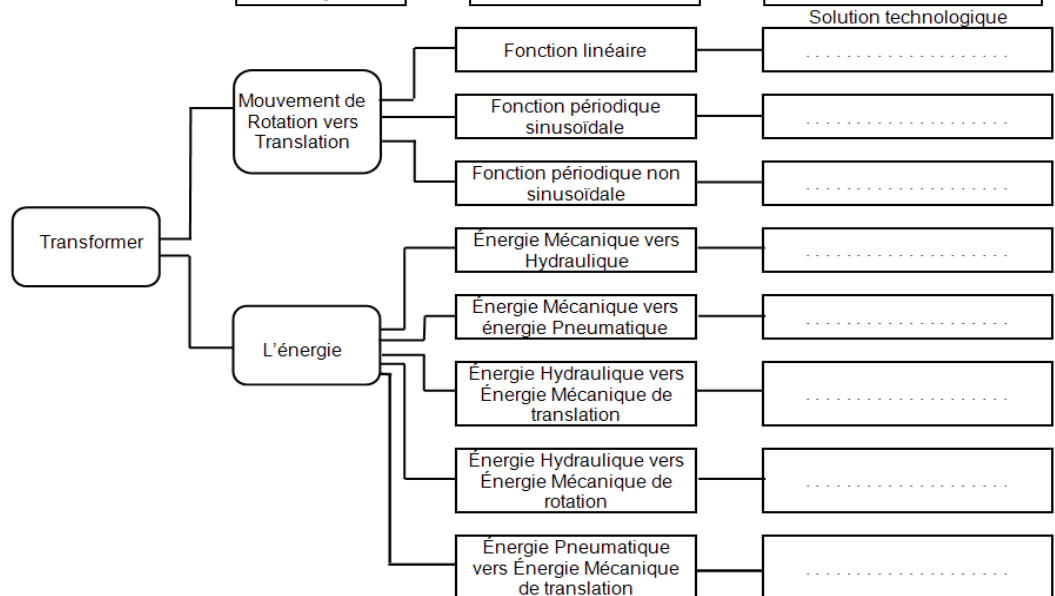 Solution technologique
Fonction linéaire
. . . . . . . . . . . . . . . . . . . .
Mouvement de
Rotation vers
Translation
Fonction périodique
sinusoïdale
. . . . . . . . . . . . . . . . . . . .
Fonction périodique non
sinusoïdale
. . . . . . . . . . . . . . . . . . . .
Transformer
Énergie Mécanique vers
Hydraulique
. . . . . . . . . . . . . . . . . . . .
Énergie Mécanique vers
énergie Pneumatique
. . . . . . . . . . . . . . . . . . . .
L'énergie
Énergie Hydraulique vers
Énergie Mécanique de
translation
. . . . . . . . . . . . . . . . . . . .
Énergie Hydraulique vers
Énergie Mécanique de
rotation
. . . . . . . . . . . . . . . . . . . .
Énergie Pneumatique
vers Énergie Mécanique
de translation
. . . . . . . . . . . . . . . . . . . .